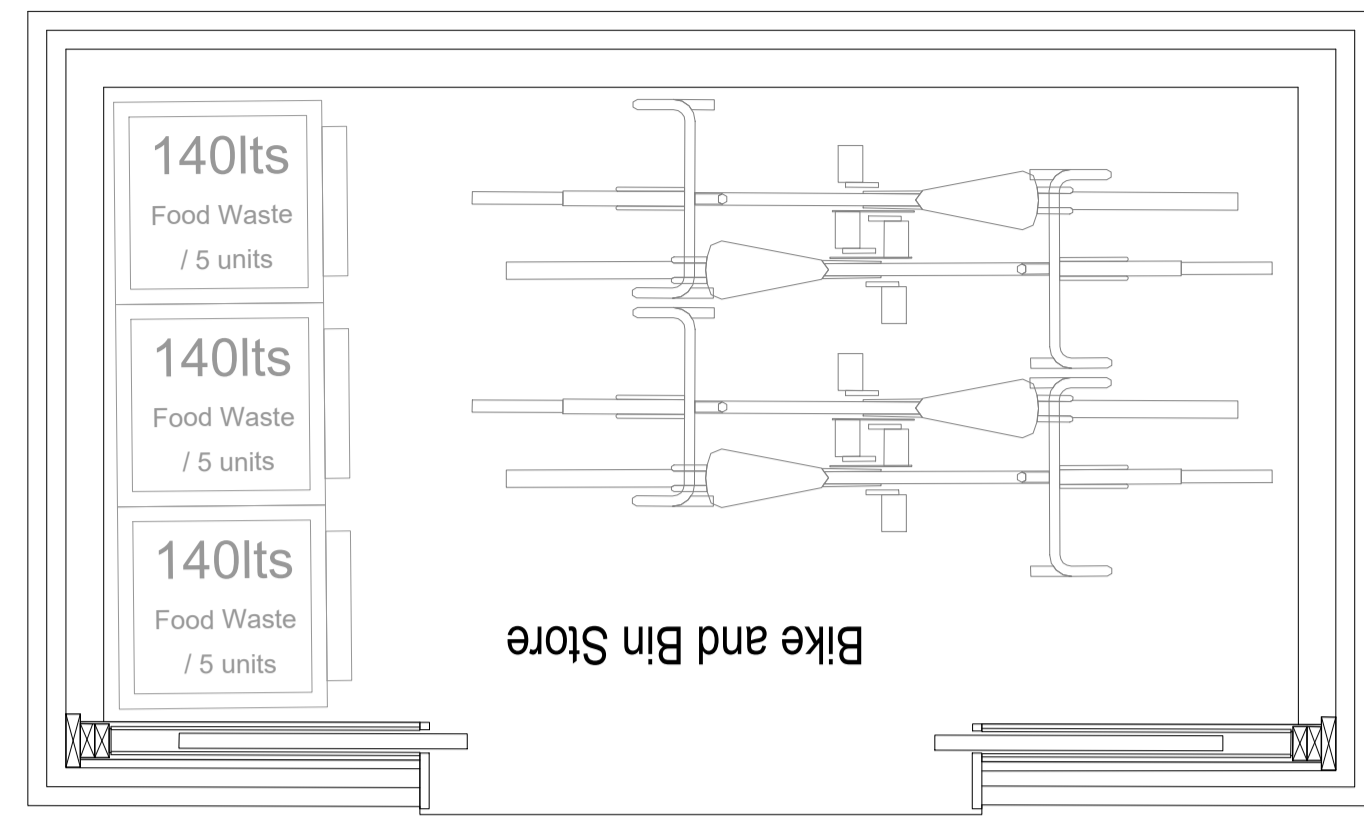 140lts
Food Waste
/ 5 units
140lts
Food Waste
/ 5 units
140lts
Food Waste
/ 5 units
Bike and Bin Store